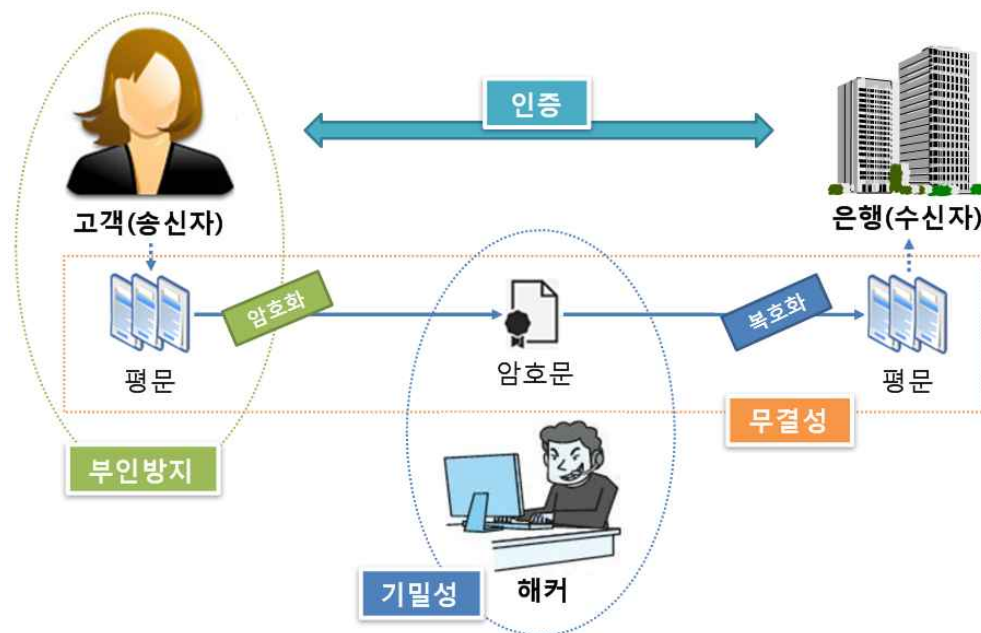 인증
고객(송신자)
은행(수신자)
암호화
복호화
평문
암호문
평문
무결성
부인방지
기밀성
해커